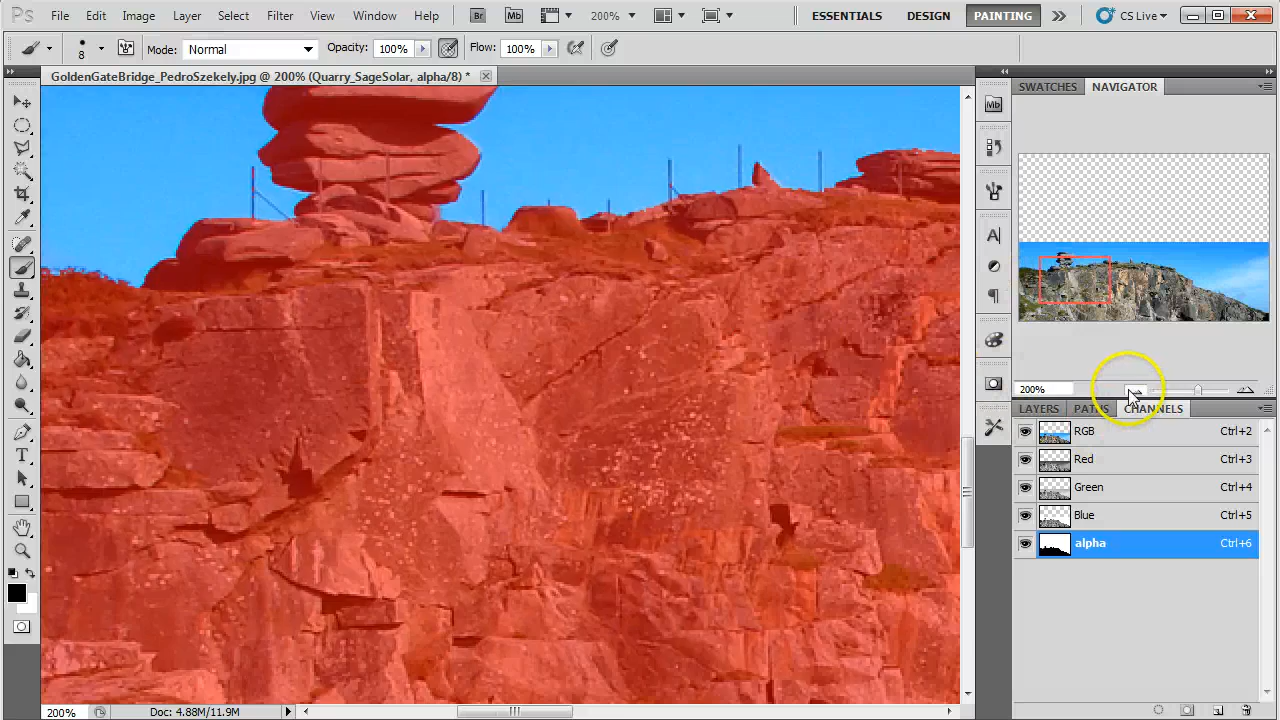 Ps File Edit Image Layer Select Filter View Window Help Br Mb 200% ESSENTIALS DESIGN PAINTING CS Live
8 Mode: Normal Opacity: 100% Flow: 100%
GoldenGateBridge_PedroSzekely.jpg @ 200% (Quarry_SageSolar, alpha/8) *
SWATCHES NAVIGATOR
Mb
A
T
200%
LAYERS PATHS CHANNELS
RGB Ctrl+2
Red Ctrl+3
Green Ctrl+4
Blue Ctrl+5
alpha Ctrl+6
200% Doc: 4.88M/11.9M